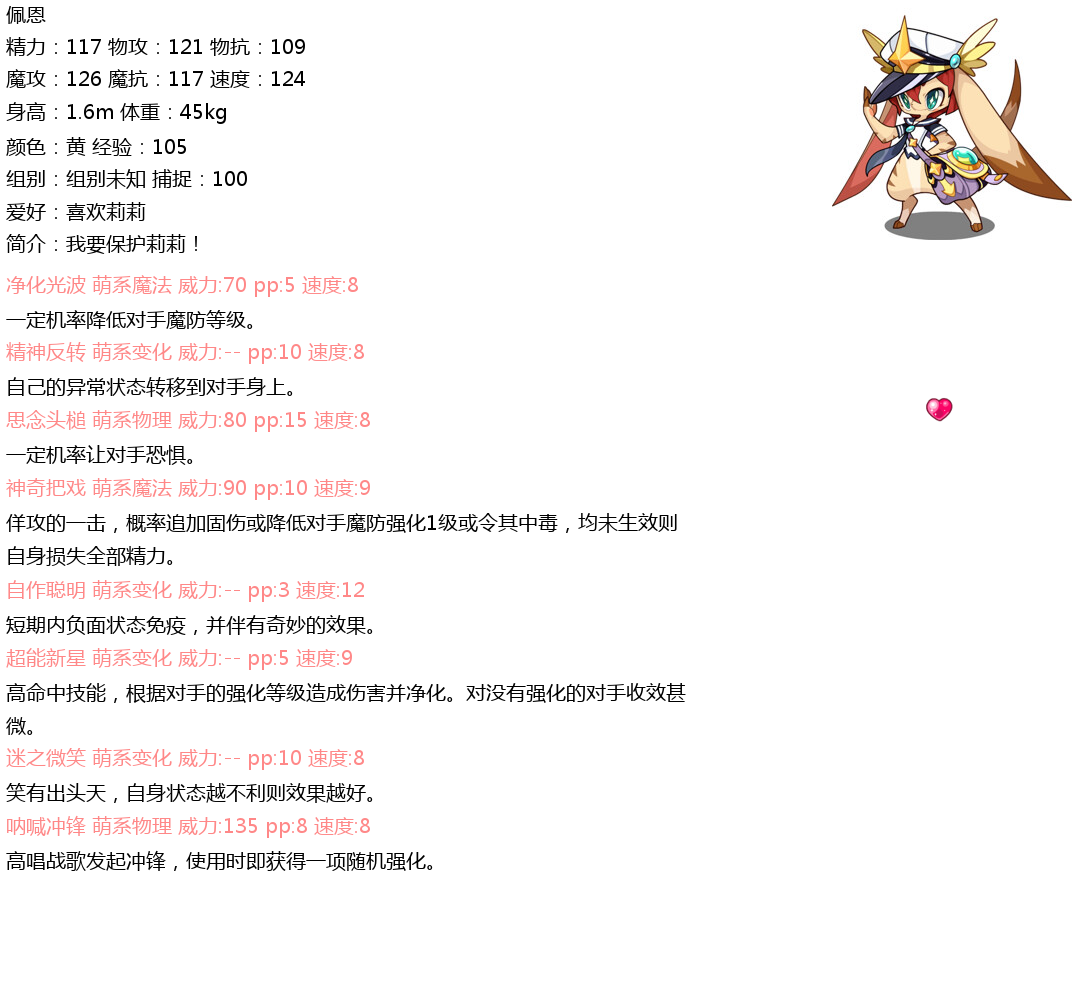 佩恩
精力：117 物攻：121 物抗：109
魔攻：126 魔抗：117 速度：124
身高：1.6m 体重：45kg
颜色：黄 经验：105
组别：组别未知 捕捉：100
爱好：喜欢莉莉
简介：我要保护莉莉！
净化光波 萌系魔法 威力:70 pp:5 速度:8
一定机率降低对手魔防等级。
精神反转 萌系变化 威力:-- pp:10 速度:8
自己的异常状态转移到对手身上。
思念头槌 萌系物理 威力:80 pp:15 速度:8
一定机率让对手恐惧。
神奇把戏 萌系魔法 威力:90 pp:10 速度:9
佯攻的一击，概率追加固伤或降低对手魔防强化1级或令其中毒，均未生效则
自身损失全部精力。
自作聪明 萌系变化 威力:-- pp:3 速度:12
短期内负面状态免疫，并伴有奇妙的效果。
超能新星 萌系变化 威力:-- pp:5 速度:9
高命中技能，根据对手的强化等级造成伤害并净化。对没有强化的对手收效甚
微。
迷之微笑 萌系变化 威力:-- pp:10 速度:8
笑有出头天，自身状态越不利则效果越好。
呐喊冲锋 萌系物理 威力:135 pp:8 速度:8
高唱战歌发起冲锋，使用时即获得一项随机强化。